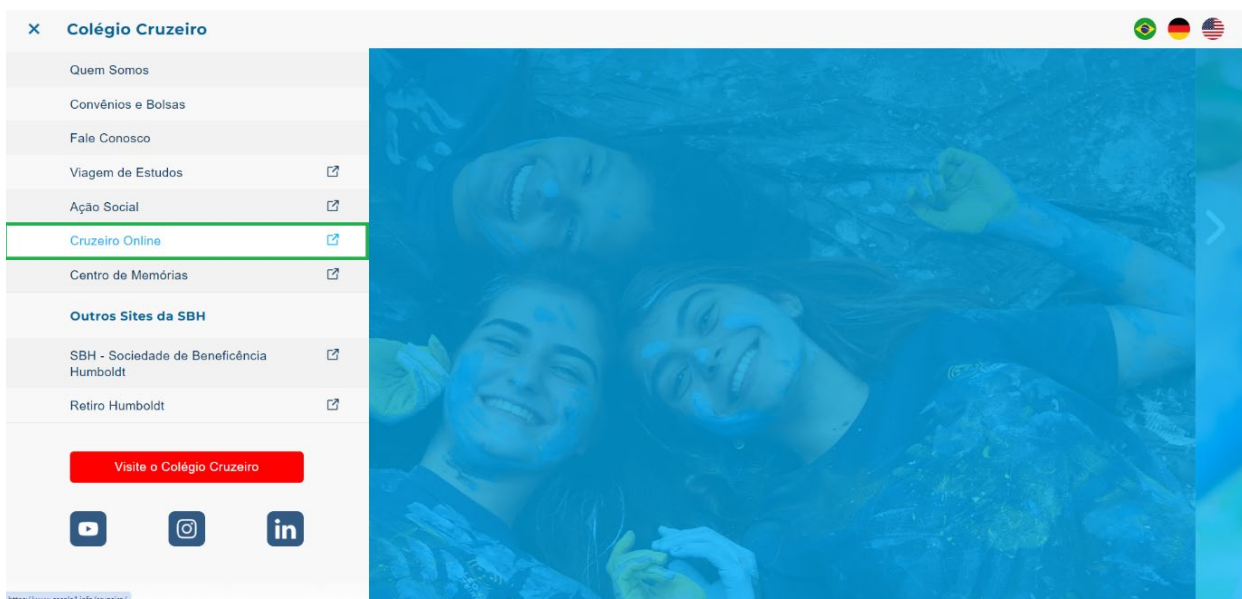 Colégio Cruzeiro
Quem Somos
Convênios e Bolsas
Fale Conosco
Viagem de Estudos
Ação Social
Cruzeiro Online
Centro de Memórias
Outros Sites da SBH
SBH - Sociedade de Beneficência
Humboldt
Retiro Humboldt
Visite o Colégio Cruzeiro
in